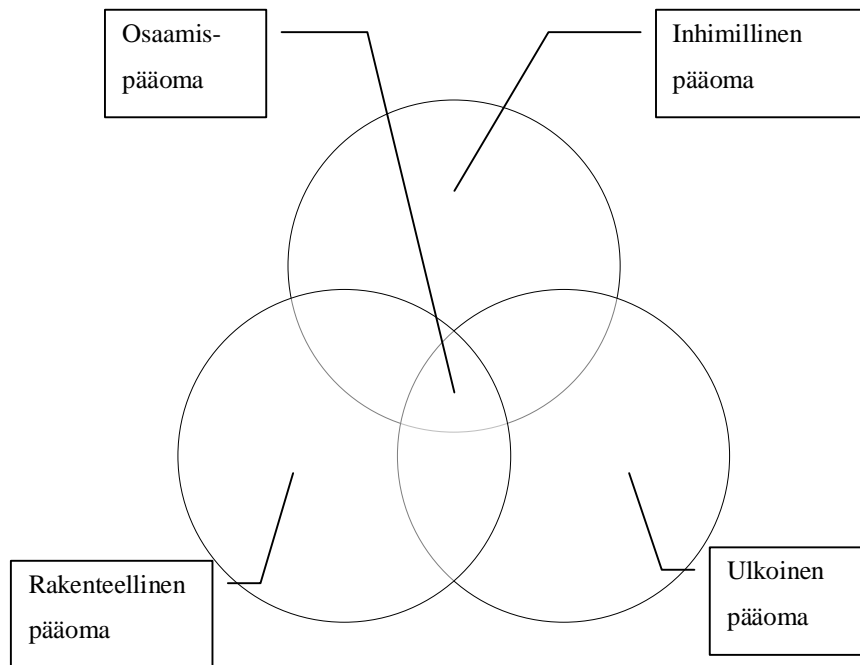 Osaamis-
pääoma
Inhimillinen
pääoma
Rakenteellinen
pääoma
Ulkoinen
pääoma